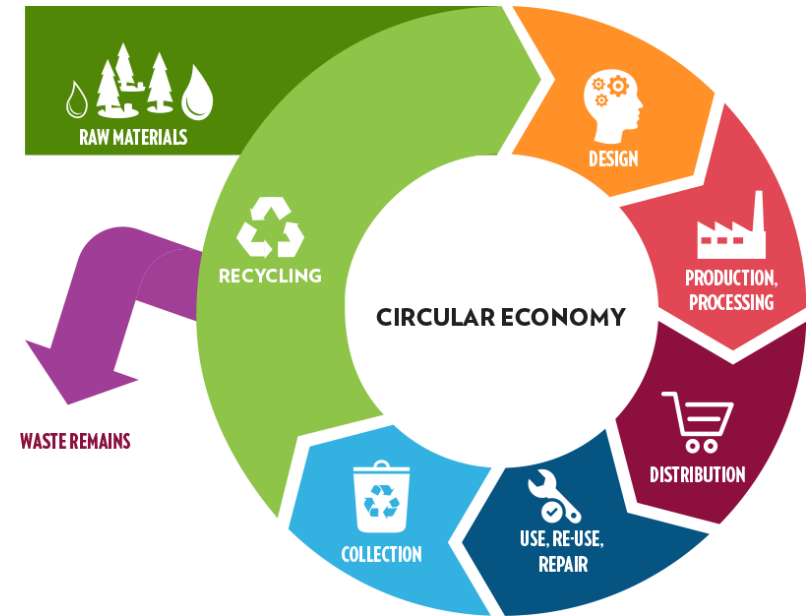 RAW MATERIALS
DESIGN
RECYCLING
PRODUCTION,
PROCESSING
CIRCULAR ECONOMY
WASTE REMAINS
DISTRIBUTION
USE, RE-USE,
REPAIR
COLLECTION